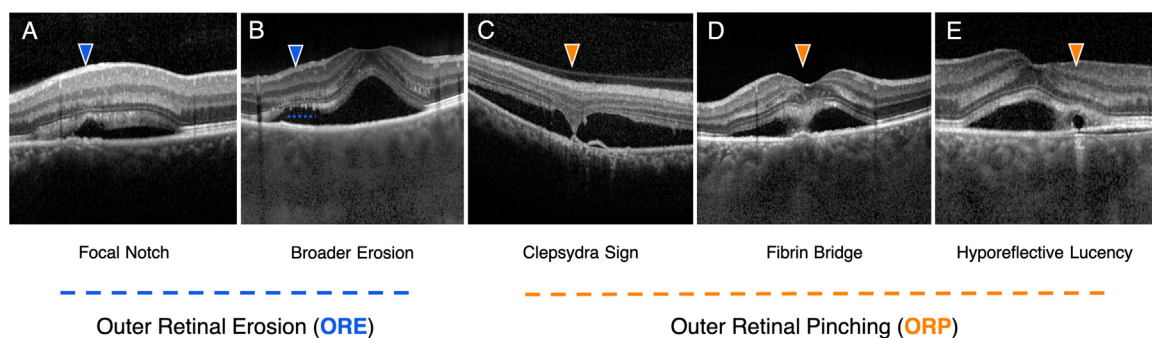 A B C D E
Focal Notch Broader Erosion Clepsydra Sign Fibrin Bridge Hyporeflective Lucency
Outer Retinal Erosion (ORE) Outer Retinal Pinching (ORP)